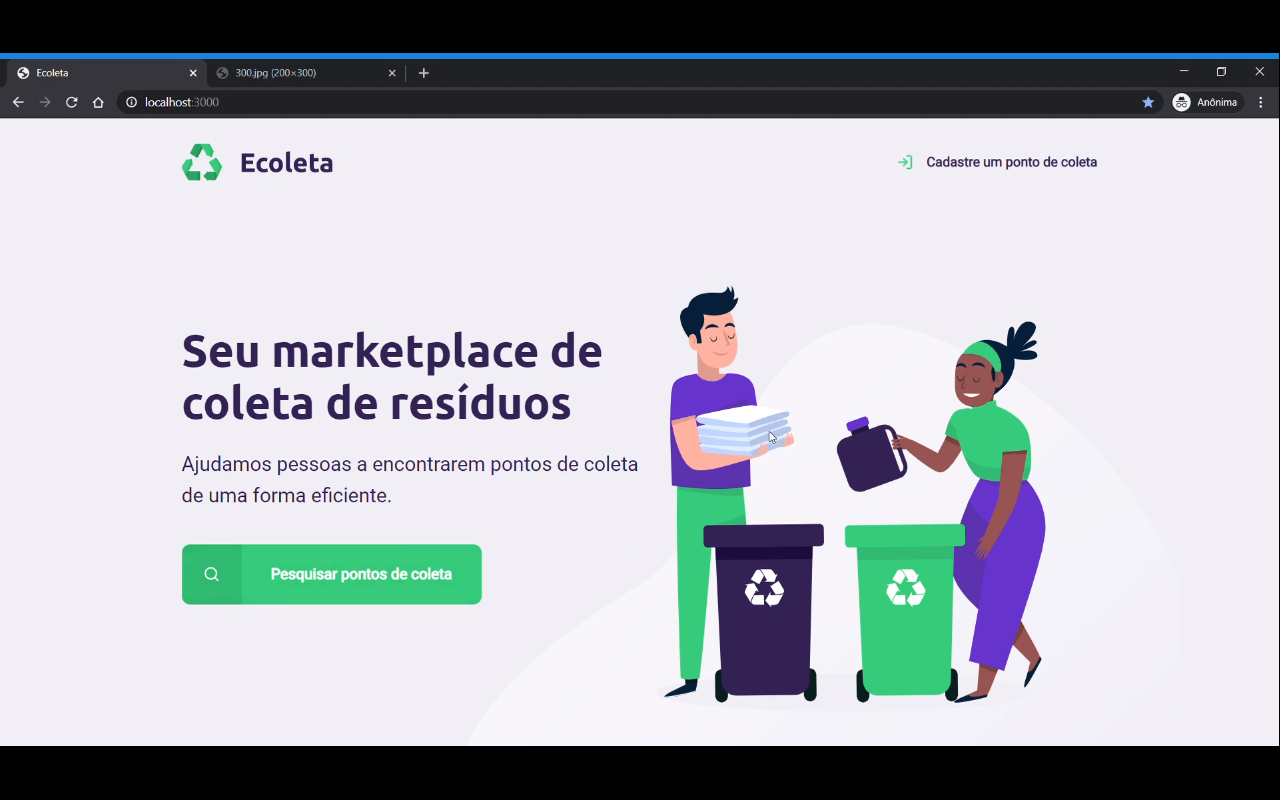 Ecoleta
300.jpg (200×300)
localhost:3000
Anônima
Ecoleta
Cadastre um ponto de coleta
Seu marketplace de
coleta de resíduos
Ajudamos pessoas a encontrarem pontos de coleta
de uma forma eficiente.
Pesquisar pontos de coleta